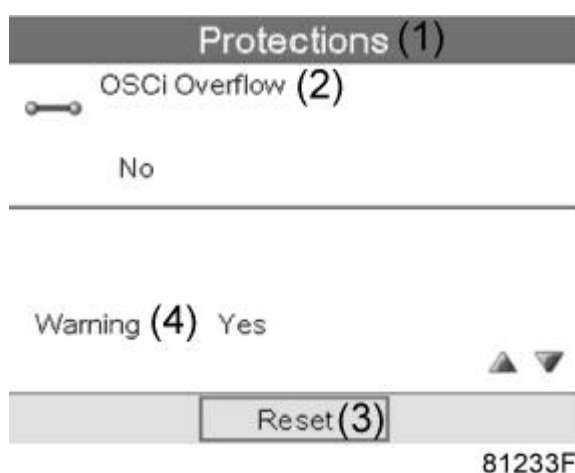 Protections (1)
OSCi Overflow (2)
No
Warning (4) Yes
Reset (3)
81233F